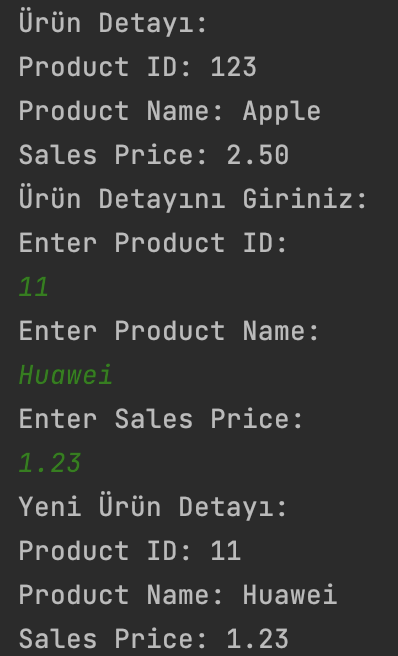 Ürün Detayı:
Product ID: 123
Product Name: Apple
Sales Price: 2.50
Ürün Detayını Giriniz:
Enter Product ID:
11
Enter Product Name:
Huawei
Enter Sales Price:
1.23
Yeni Ürün Detayı:
Product ID: 11
Product Name: Huawei
Sales Price: 1.23